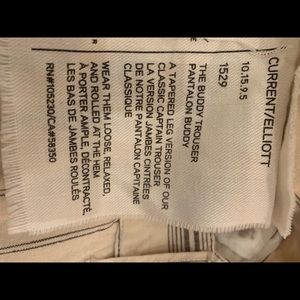 CURRENT/ELLIOTT
10.15.9.5
1529
THE BUDDY TROUSER
PANTALON BUDDY
A TAPERED LEG VERSION OF OUR
CLASSIC CAPTAIN TROUSER
LA VERSION JAMBES CINTRÉES
DE NOTRE PANTALON CAPITAINE
CLASSIQUE
WEAR THEM LOOSE, RELAXED,
AND ROLLED AT THE HEM
À PORTER AMPLE, DÉCONTRACTÉ,
LES BAS DE JAMBES ROULÉS
RN#105230/CA#58350